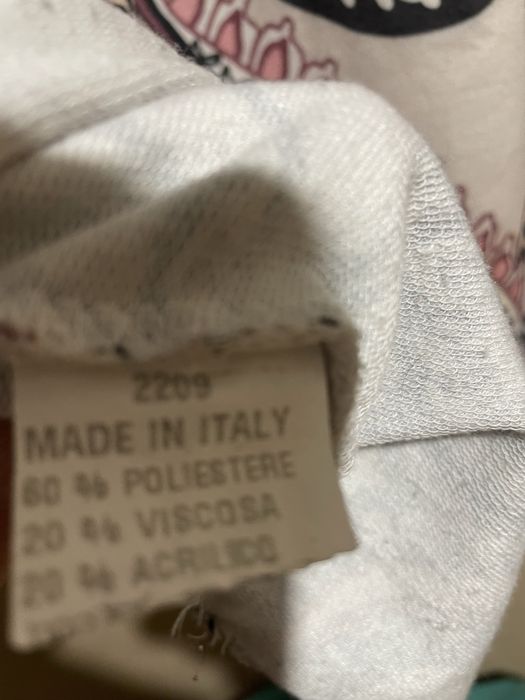 2209
MADE IN ITALY
60 % POLIESTERE
20 % VISCOSA
20 % ACRILICO